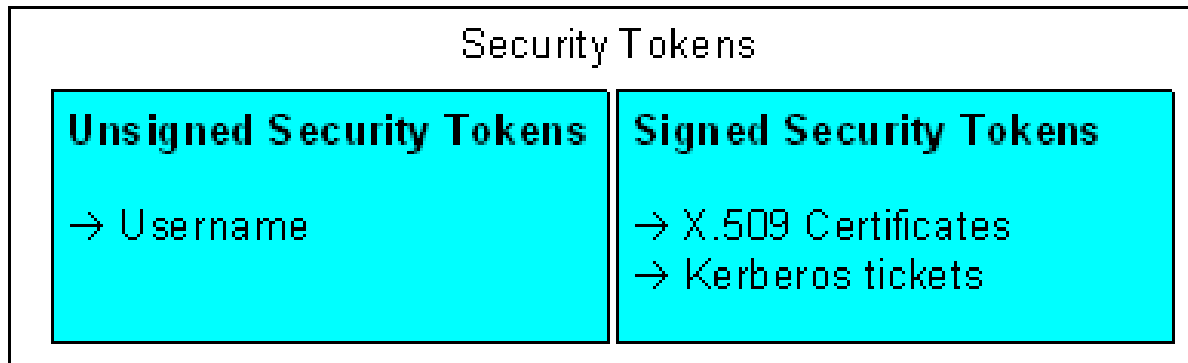 Security Tokens
Unsigned Security Tokens
→ Username
Signed Security Tokens
→ X.509 Certificates
→ Kerberos tickets